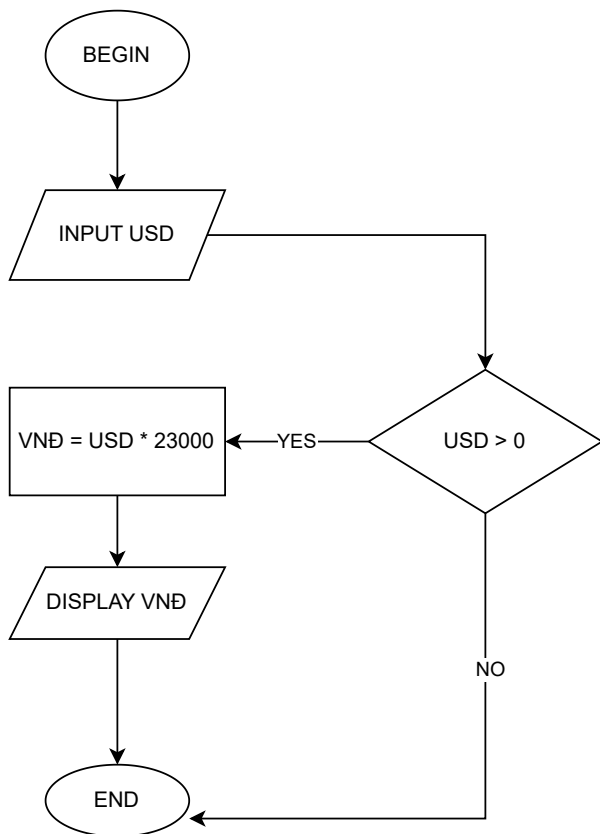 BEGIN
INPUT USD
USD > 0
YES
VNĐ = USD * 23000
DISPLAY VNĐ
NO
END